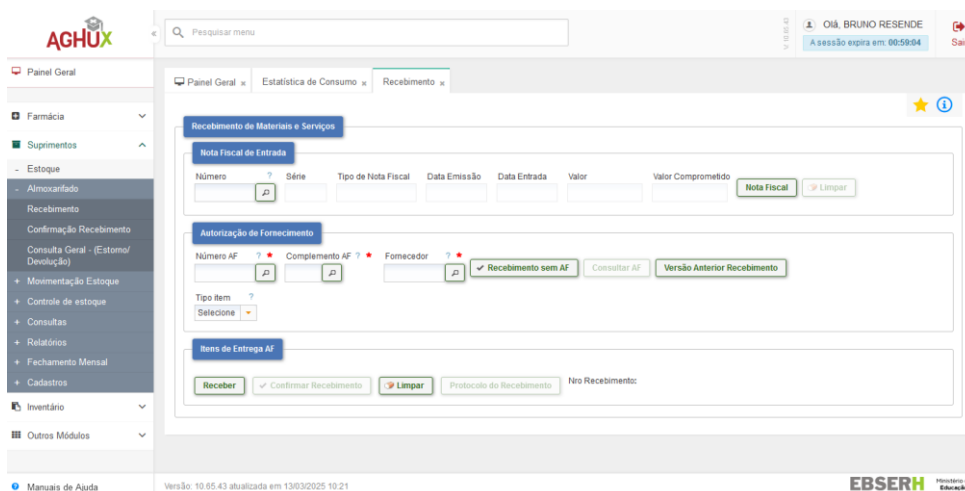 AGHUX
Pesquisar menu
V. 10.65.43
Olá, BRUNO RESENDE
A sessão expira em: 00:59:04
Sai
Painel Geral
Farmácia
Suprimentos
- Estoque
- Almoxarifado
Recebimento
Confirmação Recebimento
Consulta Geral - (Estorno/
Devolução)
+ Movimentação Estoque
+ Controle de estoque
+ Consultas
+ Relatórios
+ Fechamento Mensal
+ Cadastros
Inventário
Outros Módulos
Manuais de Ajuda
Painel Geral x Estatística de Consumo x Recebimento x
Recebimento de Materiais e Serviços
Nota Fiscal de Entrada
Número ? Série Tipo de Nota Fiscal Data Emissão Data Entrada Valor Valor Comprometido
Nota Fiscal Limpar
Autorização de Fornecimento
Número AF ? * Complemento AF ? * Fornecedor ? *
Recebimento sem AF Consultar AF Versão Anterior Recebimento
Tipo item ?
Selecione
Itens de Entrega AF
Receber Confirmar Recebimento Limpar Protocolo do Recebimento Nro Recebimento:
Versão: 10.65.43 atualizada em 13/03/2025 10:21
EBSERH
Ministério
Educação